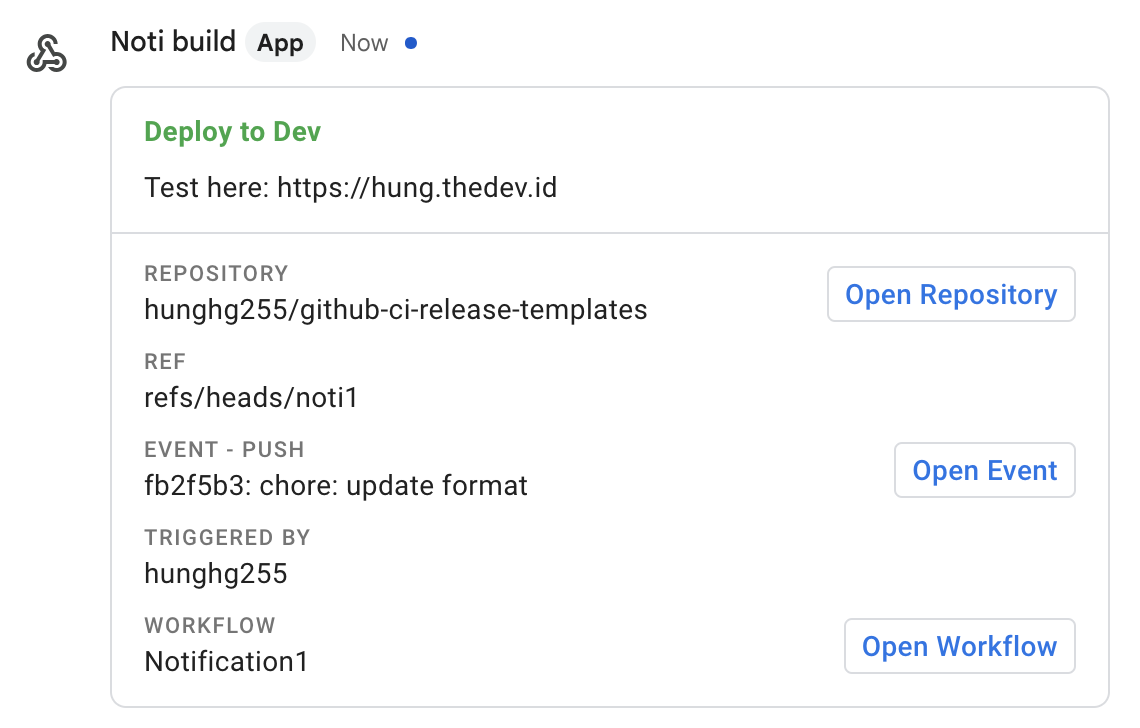 Noti build App Now
Deploy to Dev
Test here: https://hung.thedev.id
REPOSITORY
hunghg255/github-ci-release-templates
Open Repository
REF
refs/heads/noti1
EVENT - PUSH
fb2f5b3: chore: update format
Open Event
TRIGGERED BY
hunghg255
WORKFLOW
Notification1
Open Workflow